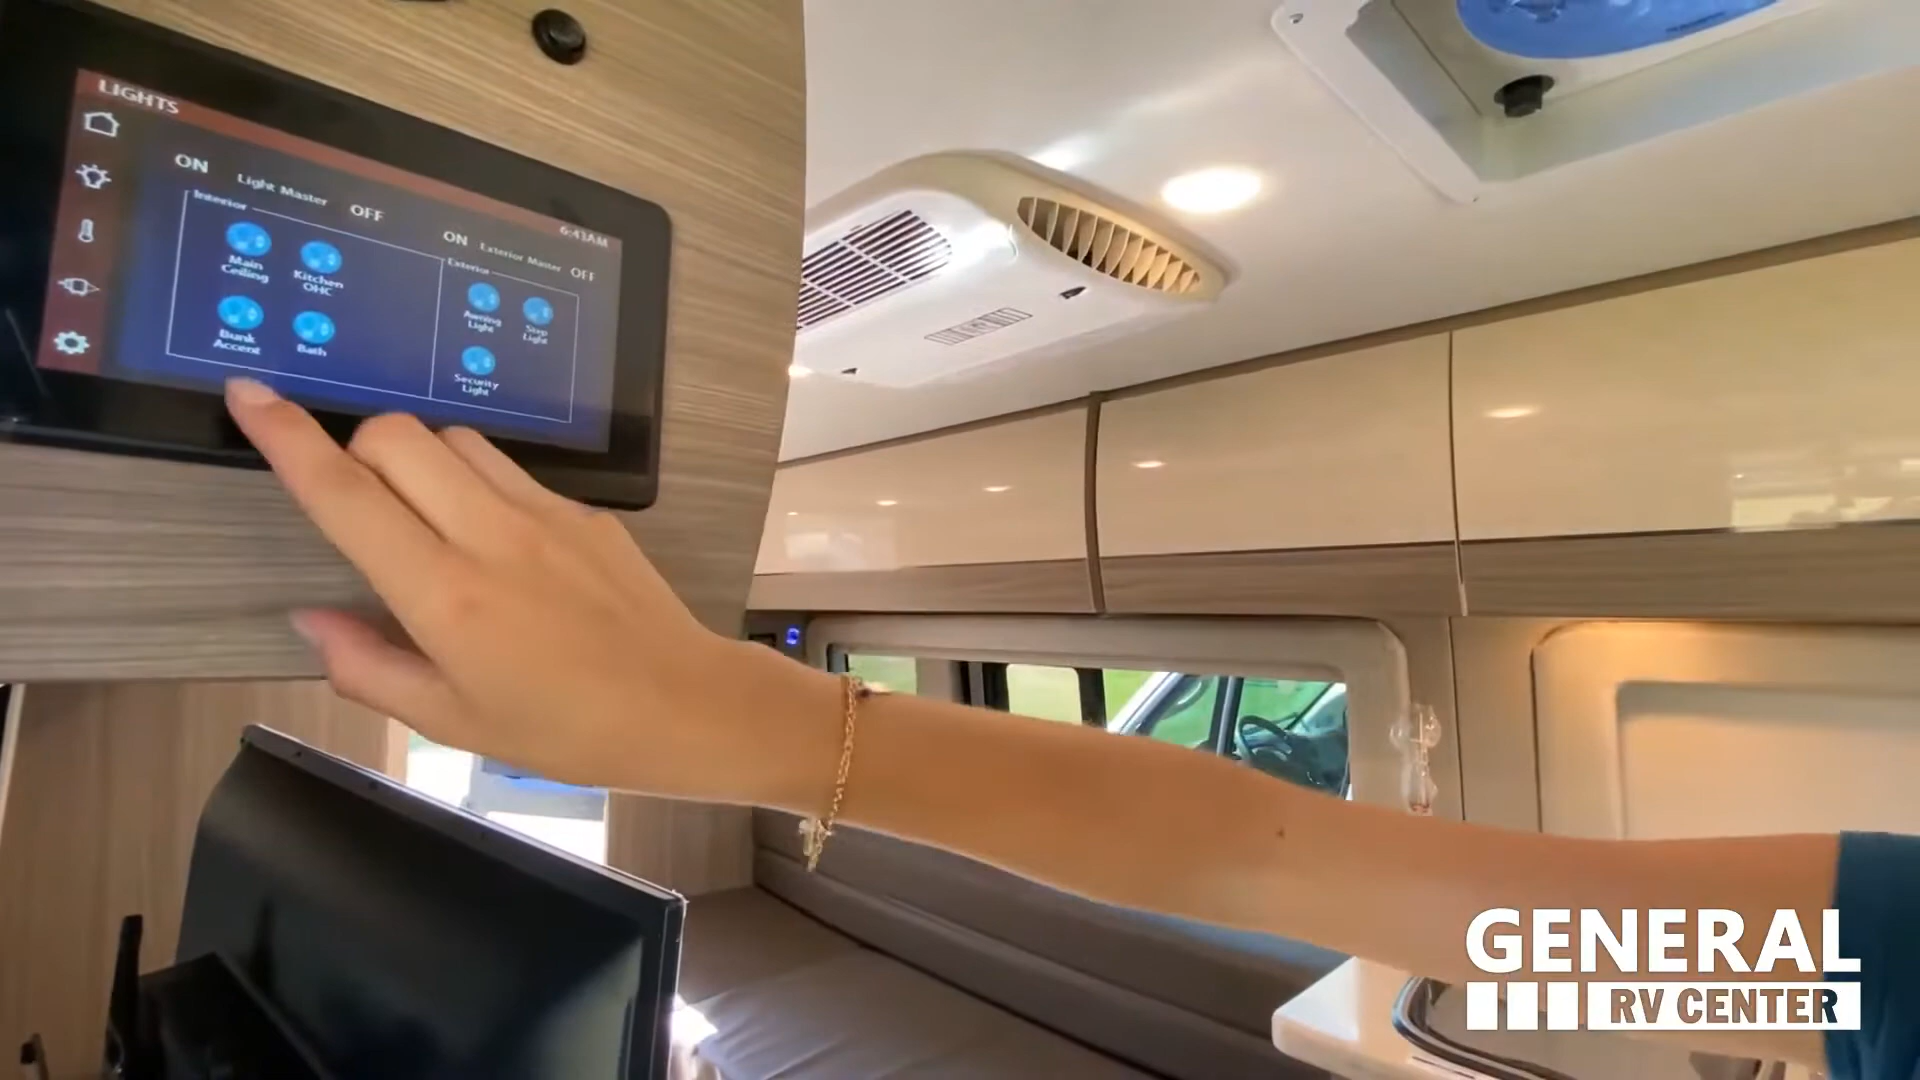 LIGHTS
6:43AM
ON Light Master OFF
ON Exterior Master OFF
Interior
Exterior
Main Ceiling
Kitchen OHC
Bunk Accent
Bath
Awning Light
Step Light
Security Light
GENERAL
RV CENTER